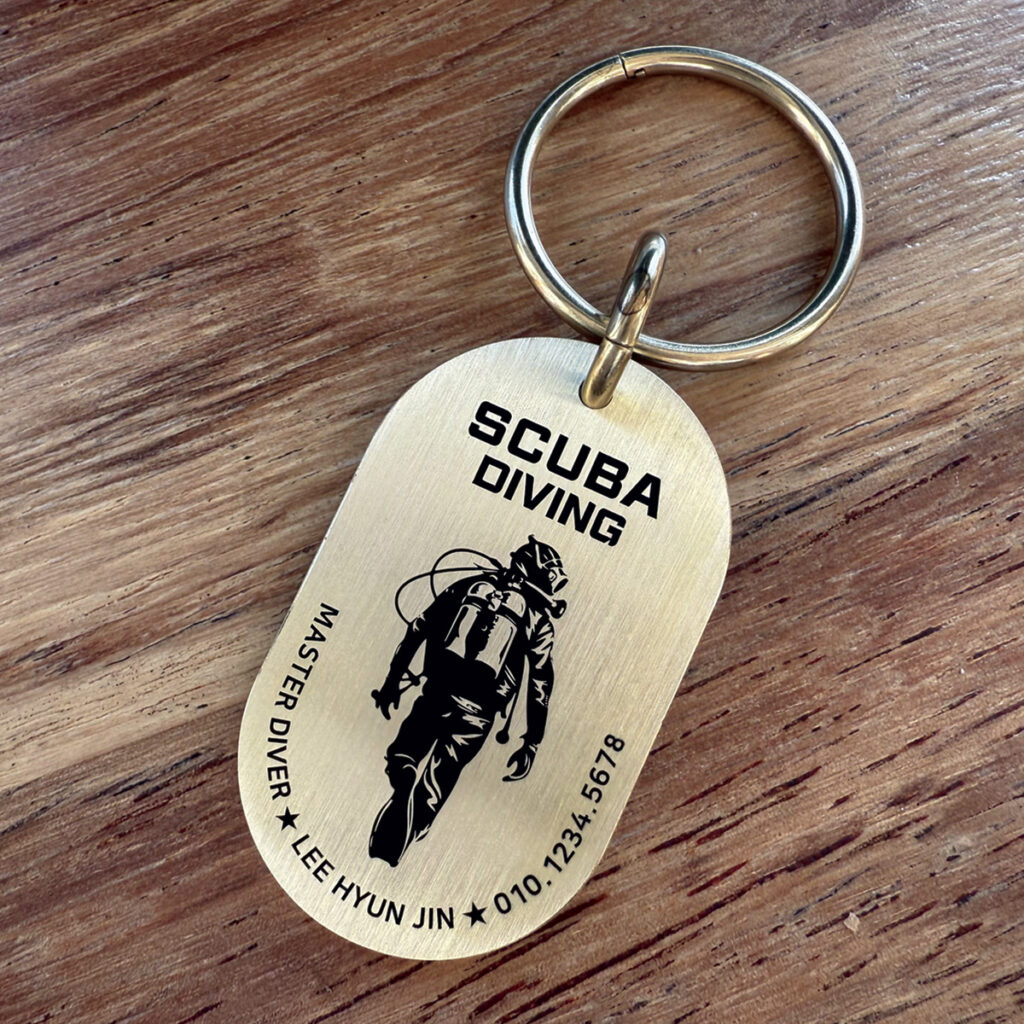 SCUBA
DIVING
MASTER DIVER ★ LEE HYUN JIN ★ 010.1234.5678